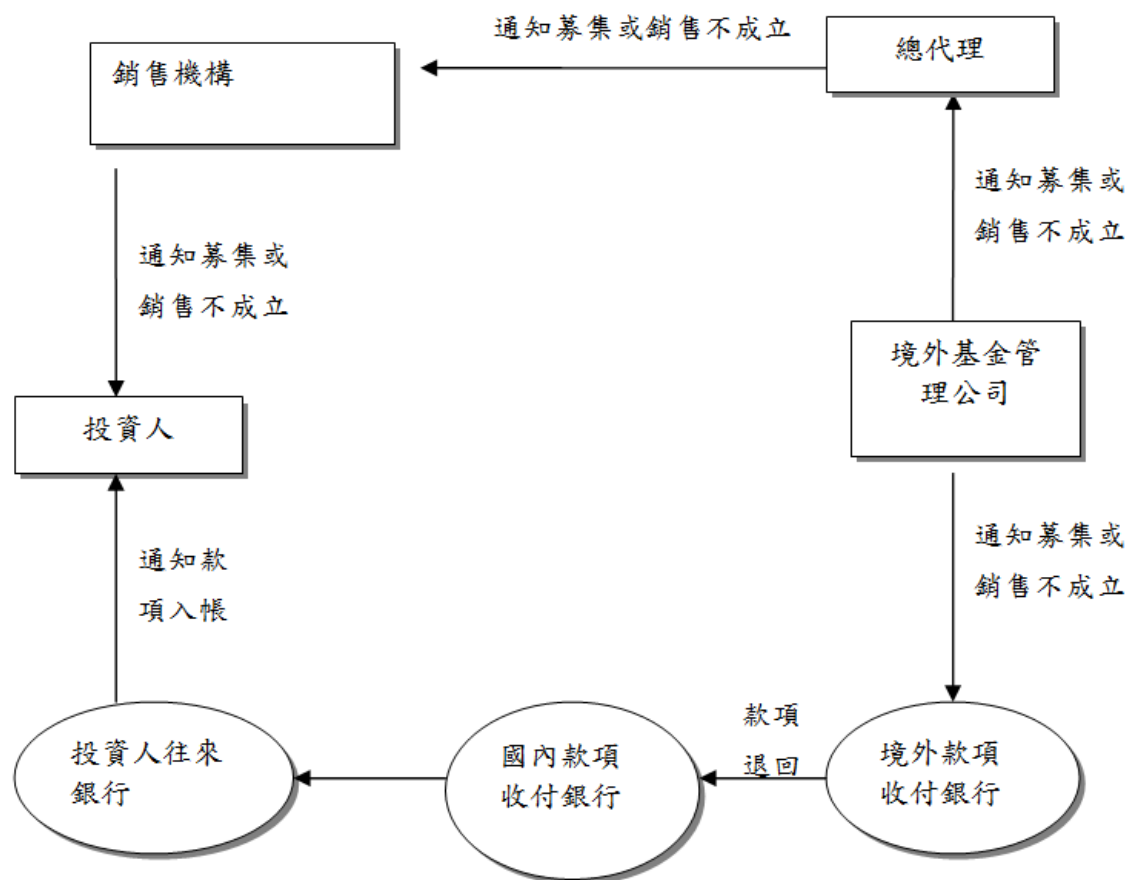 通知募集或銷售不成立
總代理
銷售機構
通知募集或
銷售不成立
通知募集或
銷售不成立
境外基金管
理公司
投資人
通知募集或
銷售不成立
通知款
項入帳
款項
退回
投資人往來
銀行
國內款項
收付銀行
境外款項
收付銀行